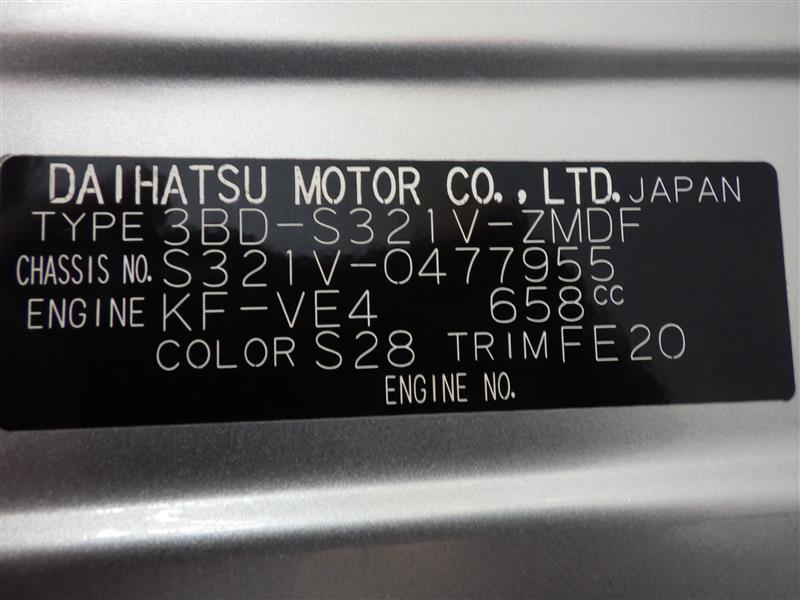 DAIHATSU MOTOR CO., LTD. JAPAN
TYPE 3BD-S321V-ZMDF
CHASSIS NO. S321V-0477955
ENGINE KF-VE4 658cc
COLOR S28 TRIM FE20
ENGINE NO.